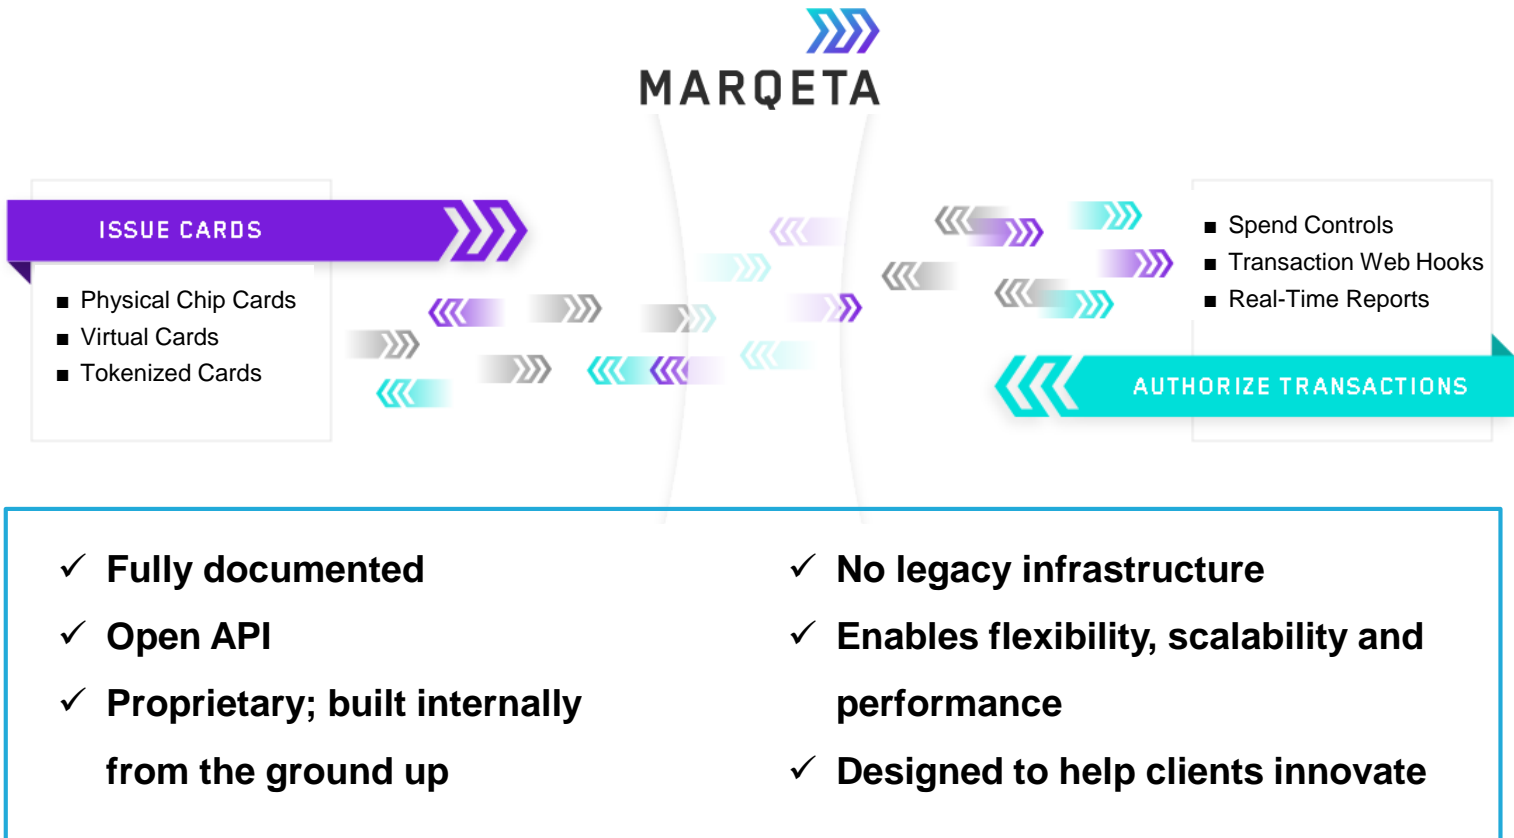 MARQETA
ISSUE CARDS
■ Physical Chip Cards
■ Virtual Cards
■ Tokenized Cards
■ Spend Controls
■ Transaction Web Hooks
■ Real-Time Reports
AUTHORIZE TRANSACTIONS
✓ Fully documented
✓ Open API
✓ Proprietary; built internally
from the ground up
✓ No legacy infrastructure
✓ Enables flexibility, scalability and
performance
✓ Designed to help clients innovate